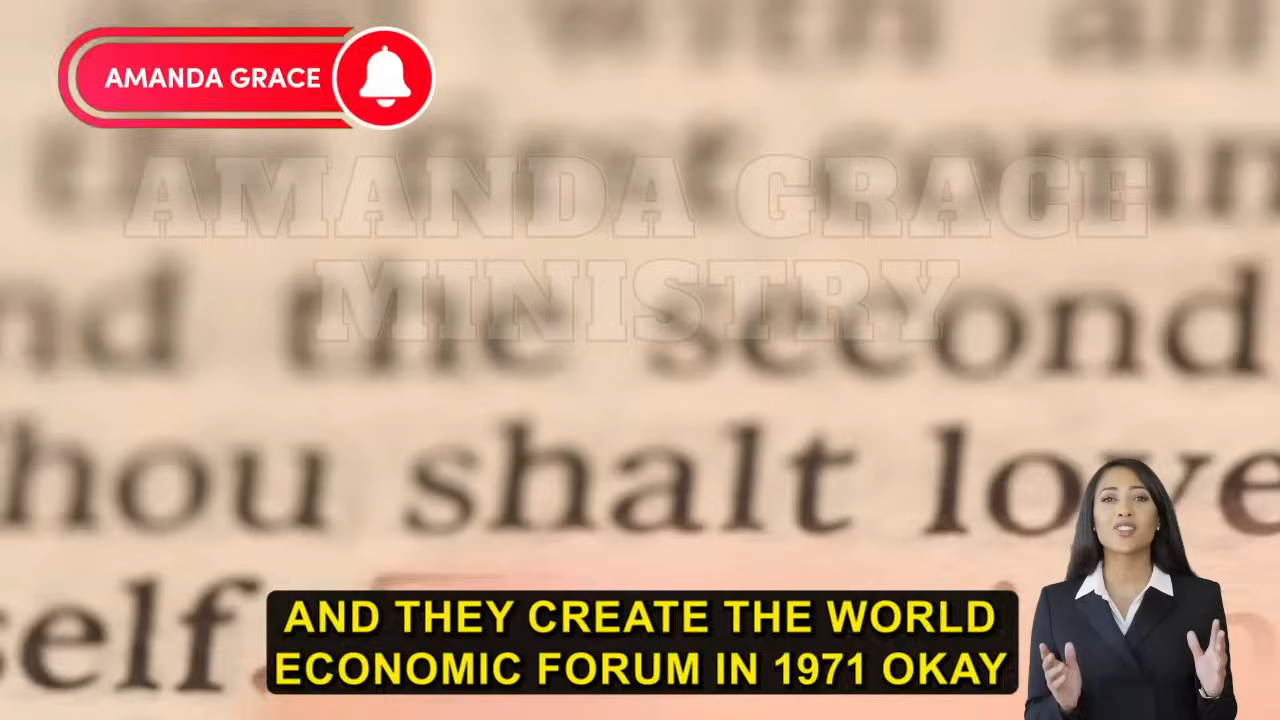 AMANDA GRACE
AMANDA GRACE
MINISTRY
nd the second
hou shalt love
self.
AND THEY CREATE THE WORLD
ECONOMIC FORUM IN 1971 OKAY